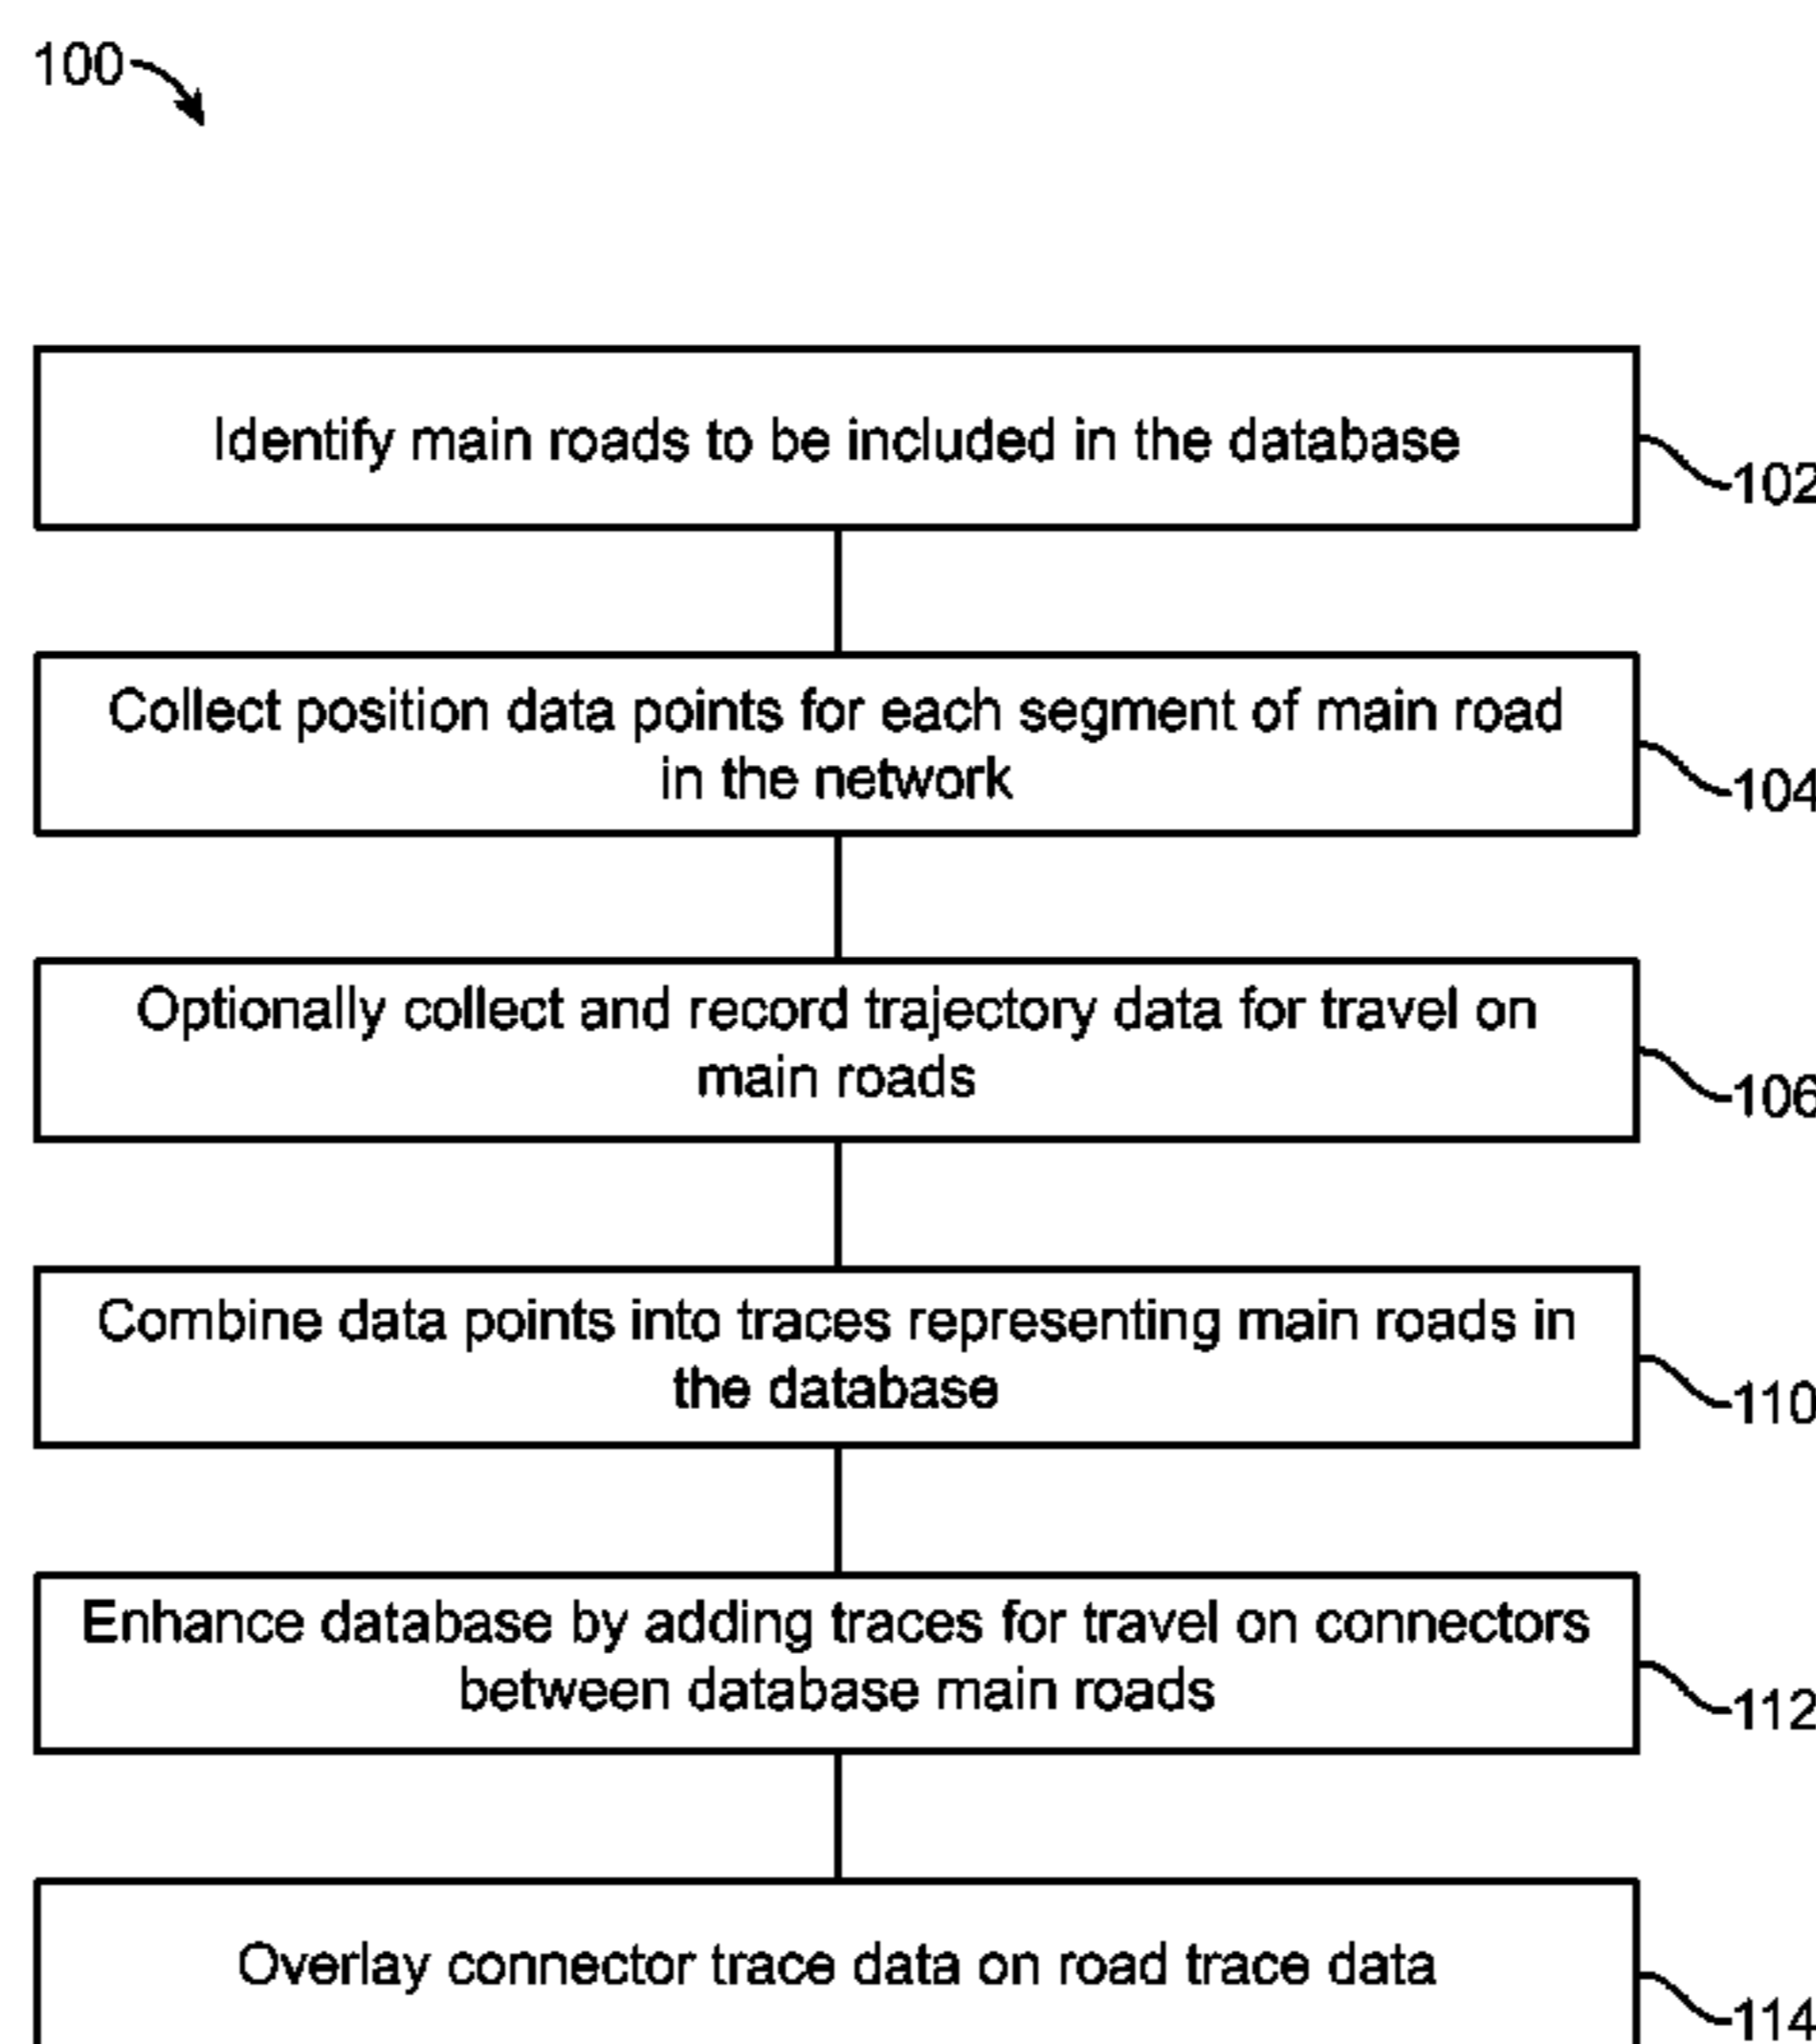 100
Identify main roads to be included in the database
102
Collect position data points for each segment of main road
in the network
104
Optionally collect and record trajectory data for travel on
main roads
106
Combine data points into traces representing main roads in
the database
110
Enhance database by adding traces for travel on connectors
between database main roads
112
Overlay connector trace data on road trace data
114